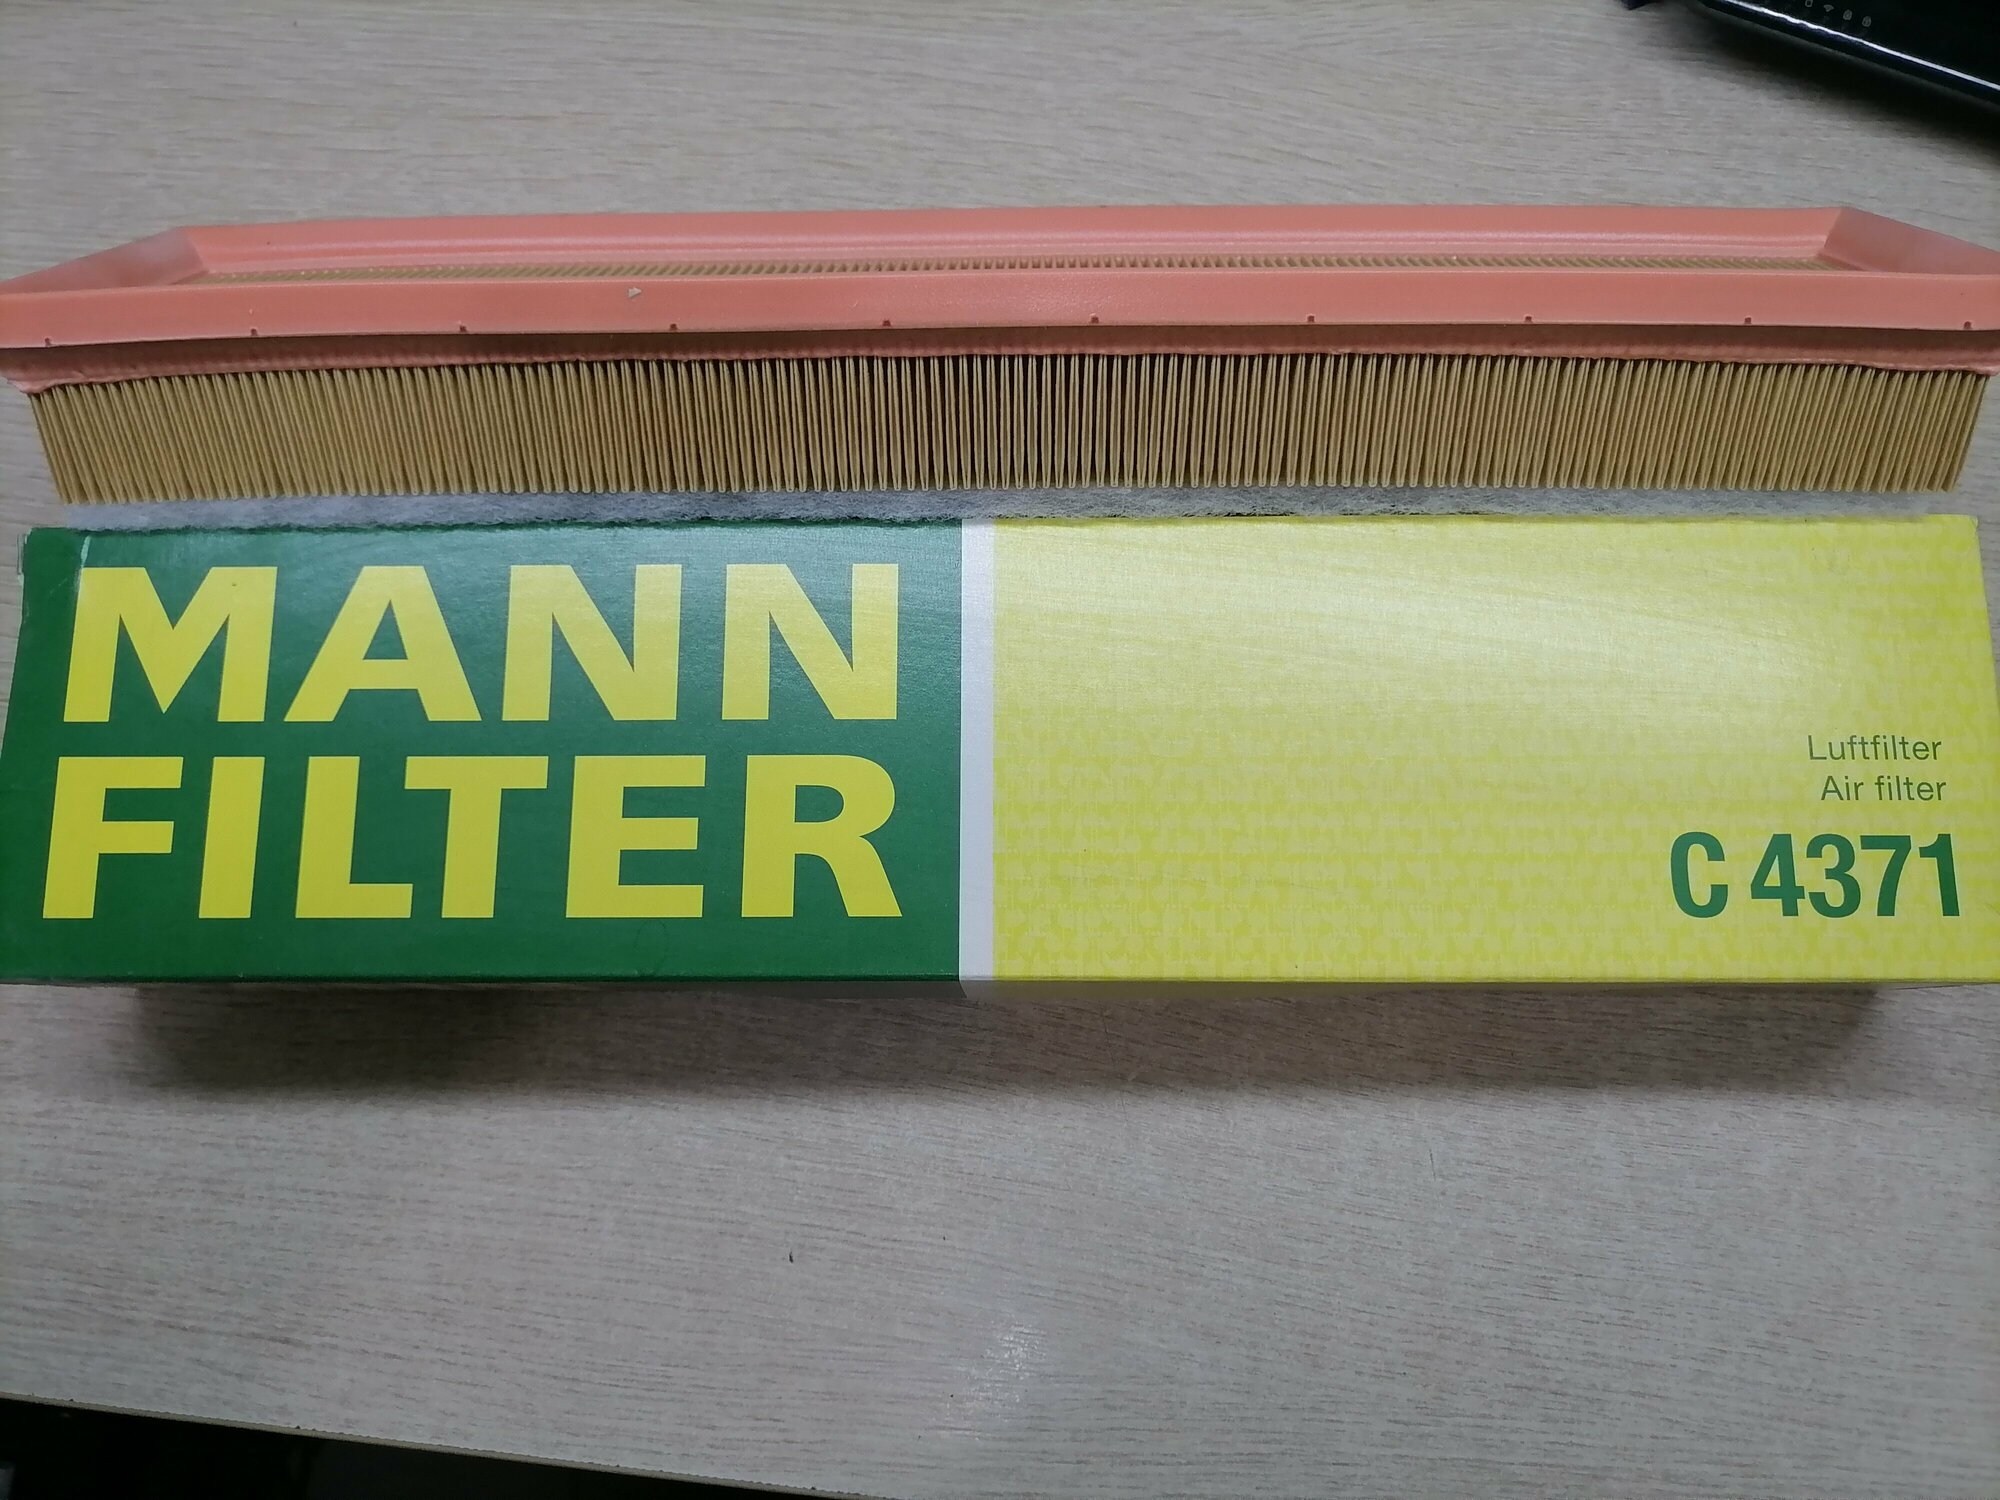 MANN
FILTER
Luftfilter
Air filter
C 4371